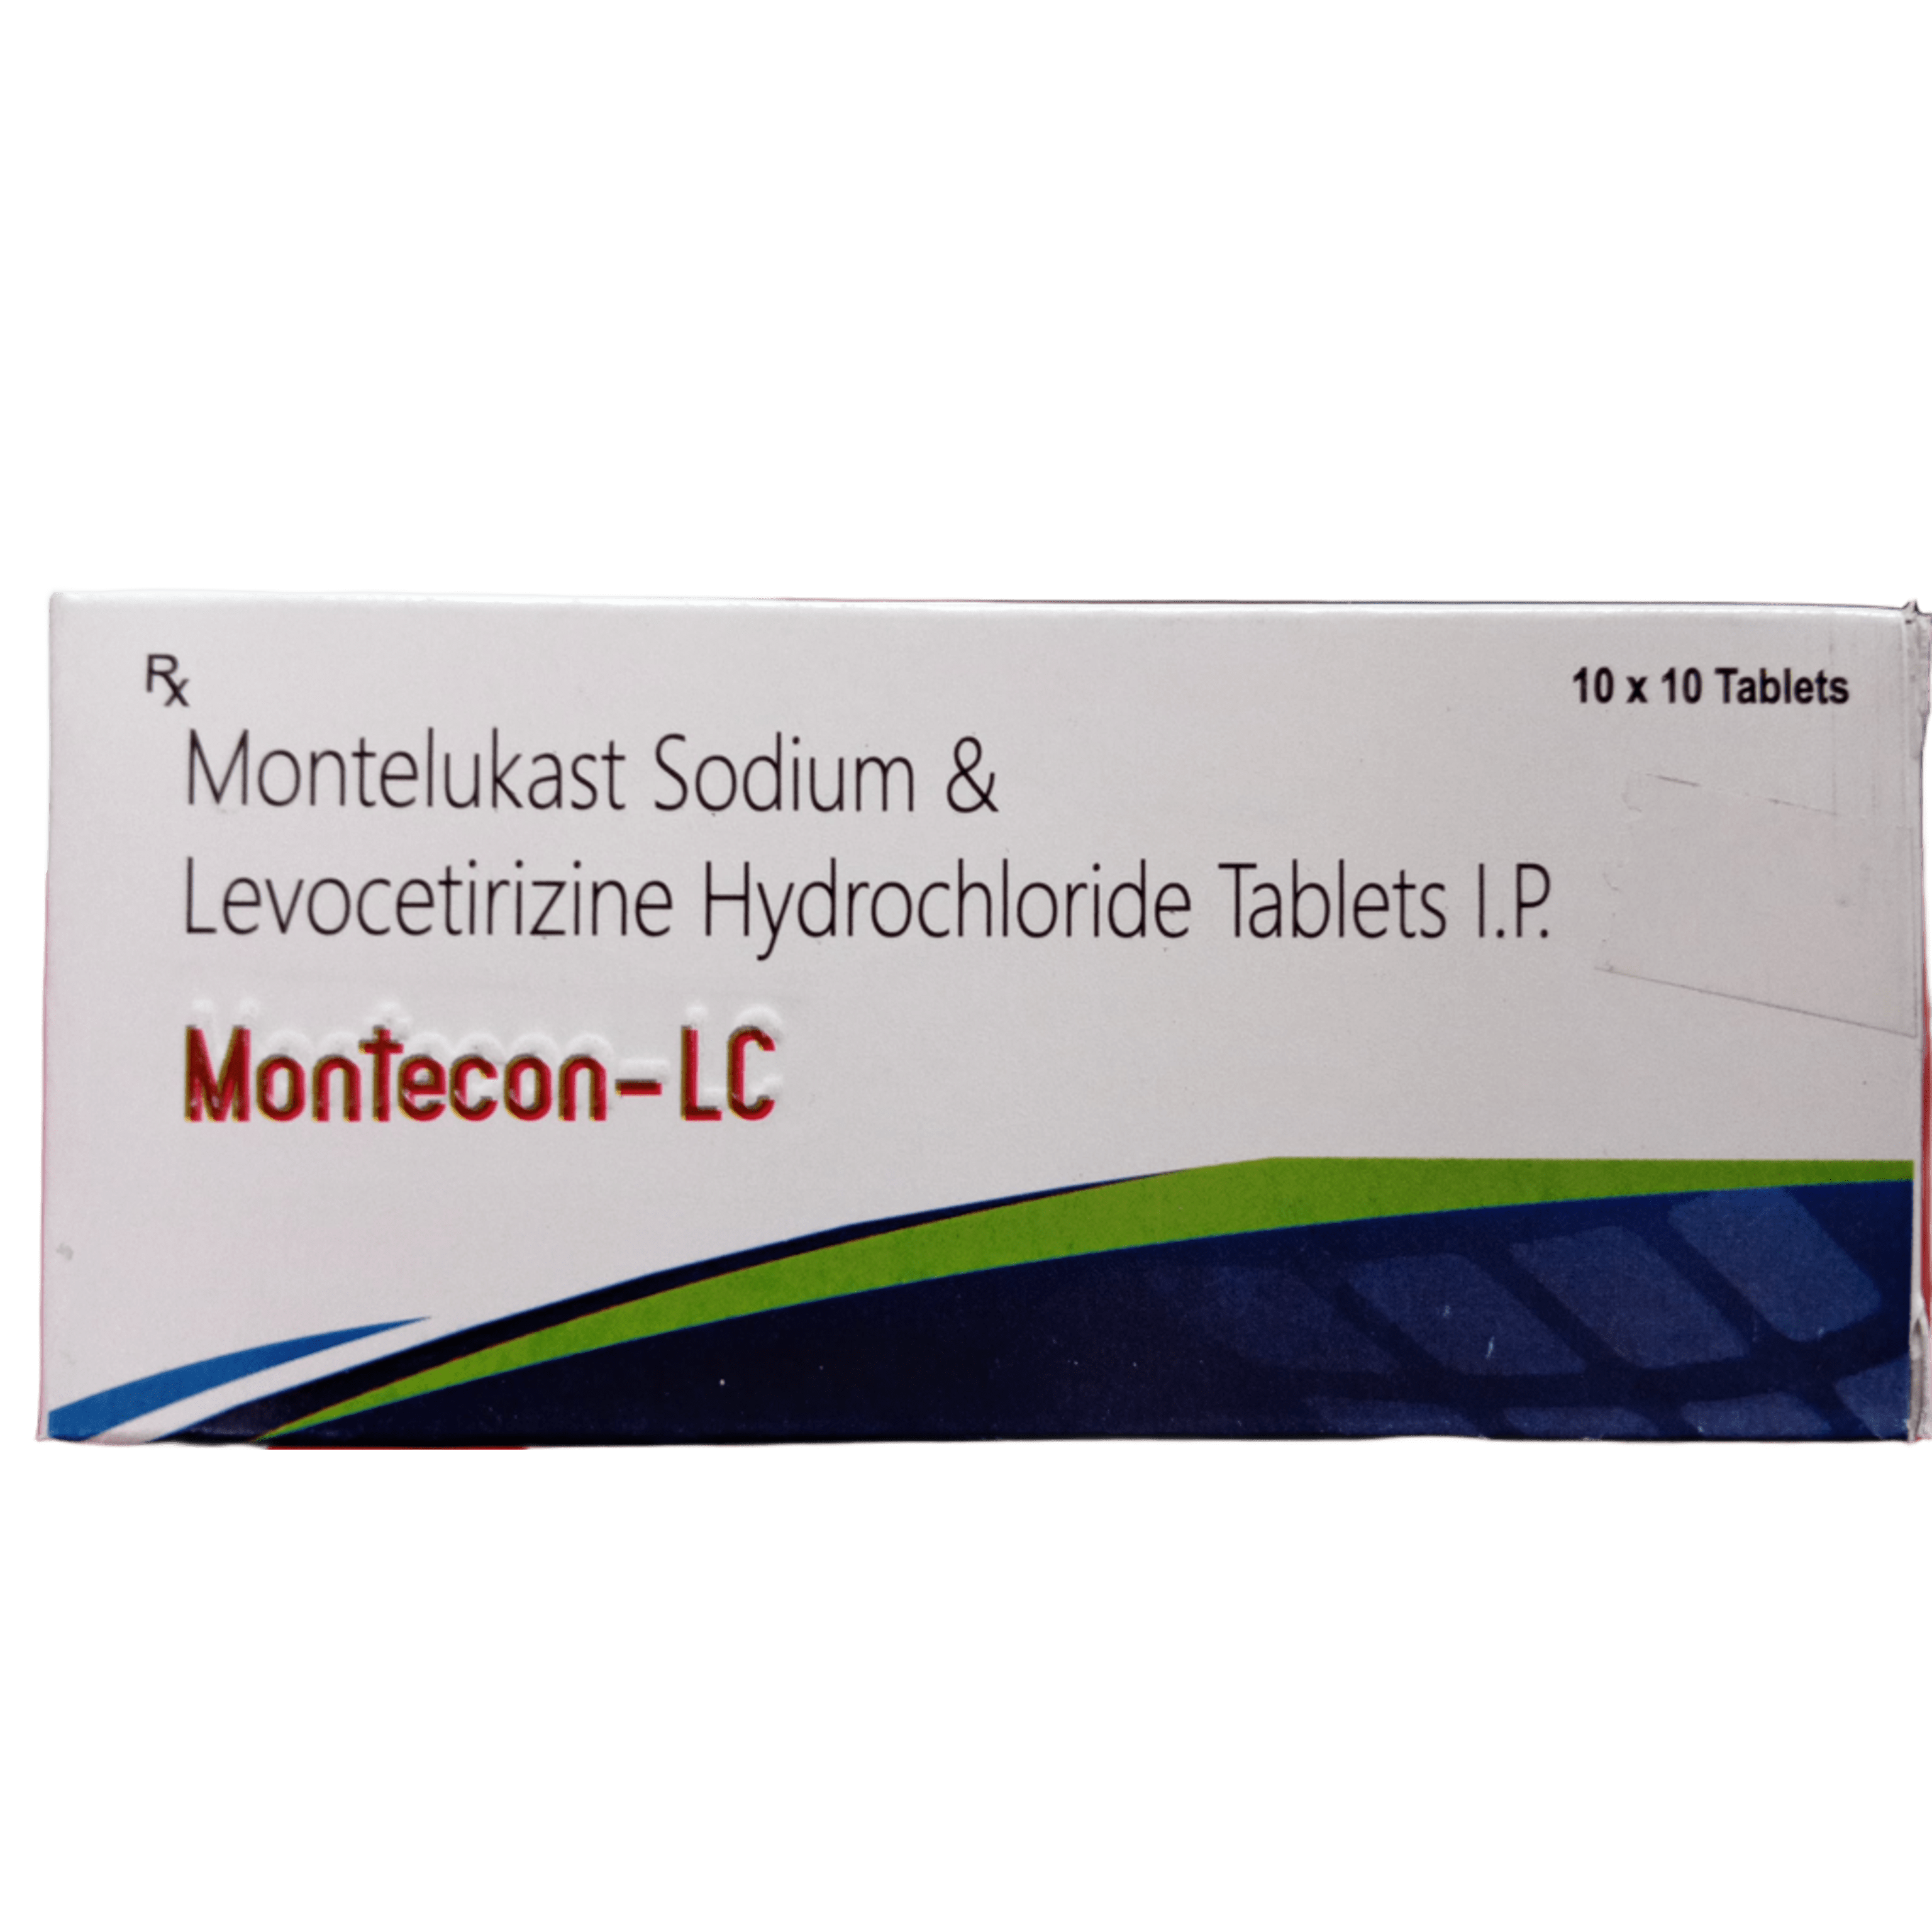 Rx
10 x 10 Tablets
Montelukast Sodium &
Levocetirizine Hydrochloride Tablets I.P.
Montecon-LC